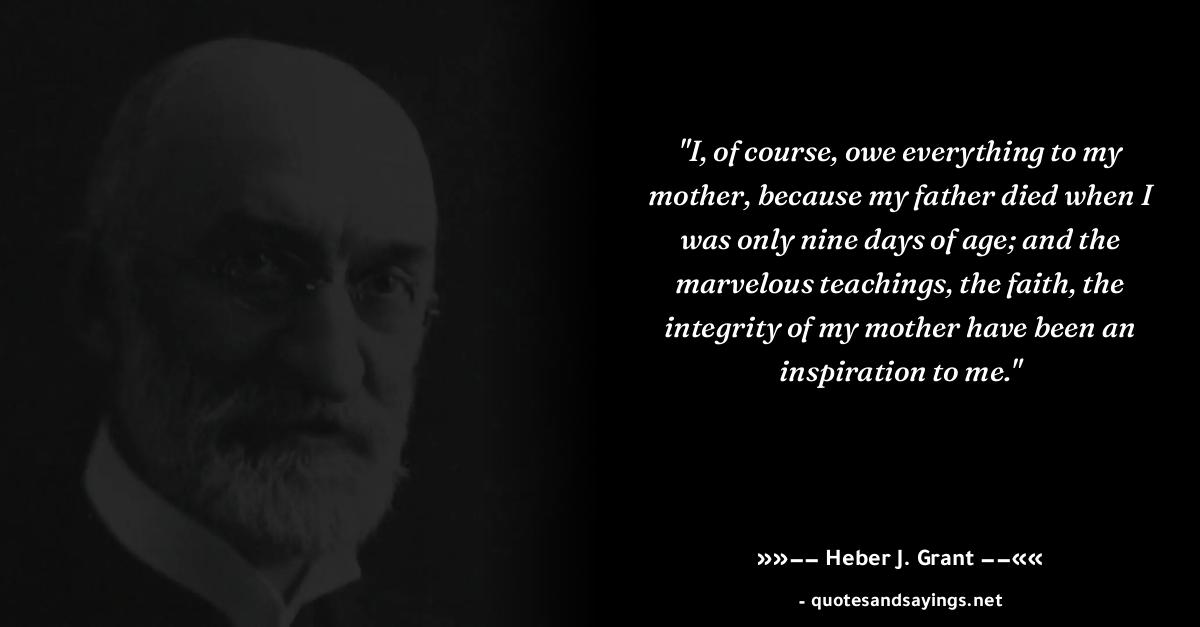 "I, of course, owe everything to my
mother, because my father died when I
was only nine days of age; and the
marvelous teachings, the faith, the
integrity of my mother have been an
inspiration to me."
»»–– Heber J. Grant ––««
- quotesandsayings.net